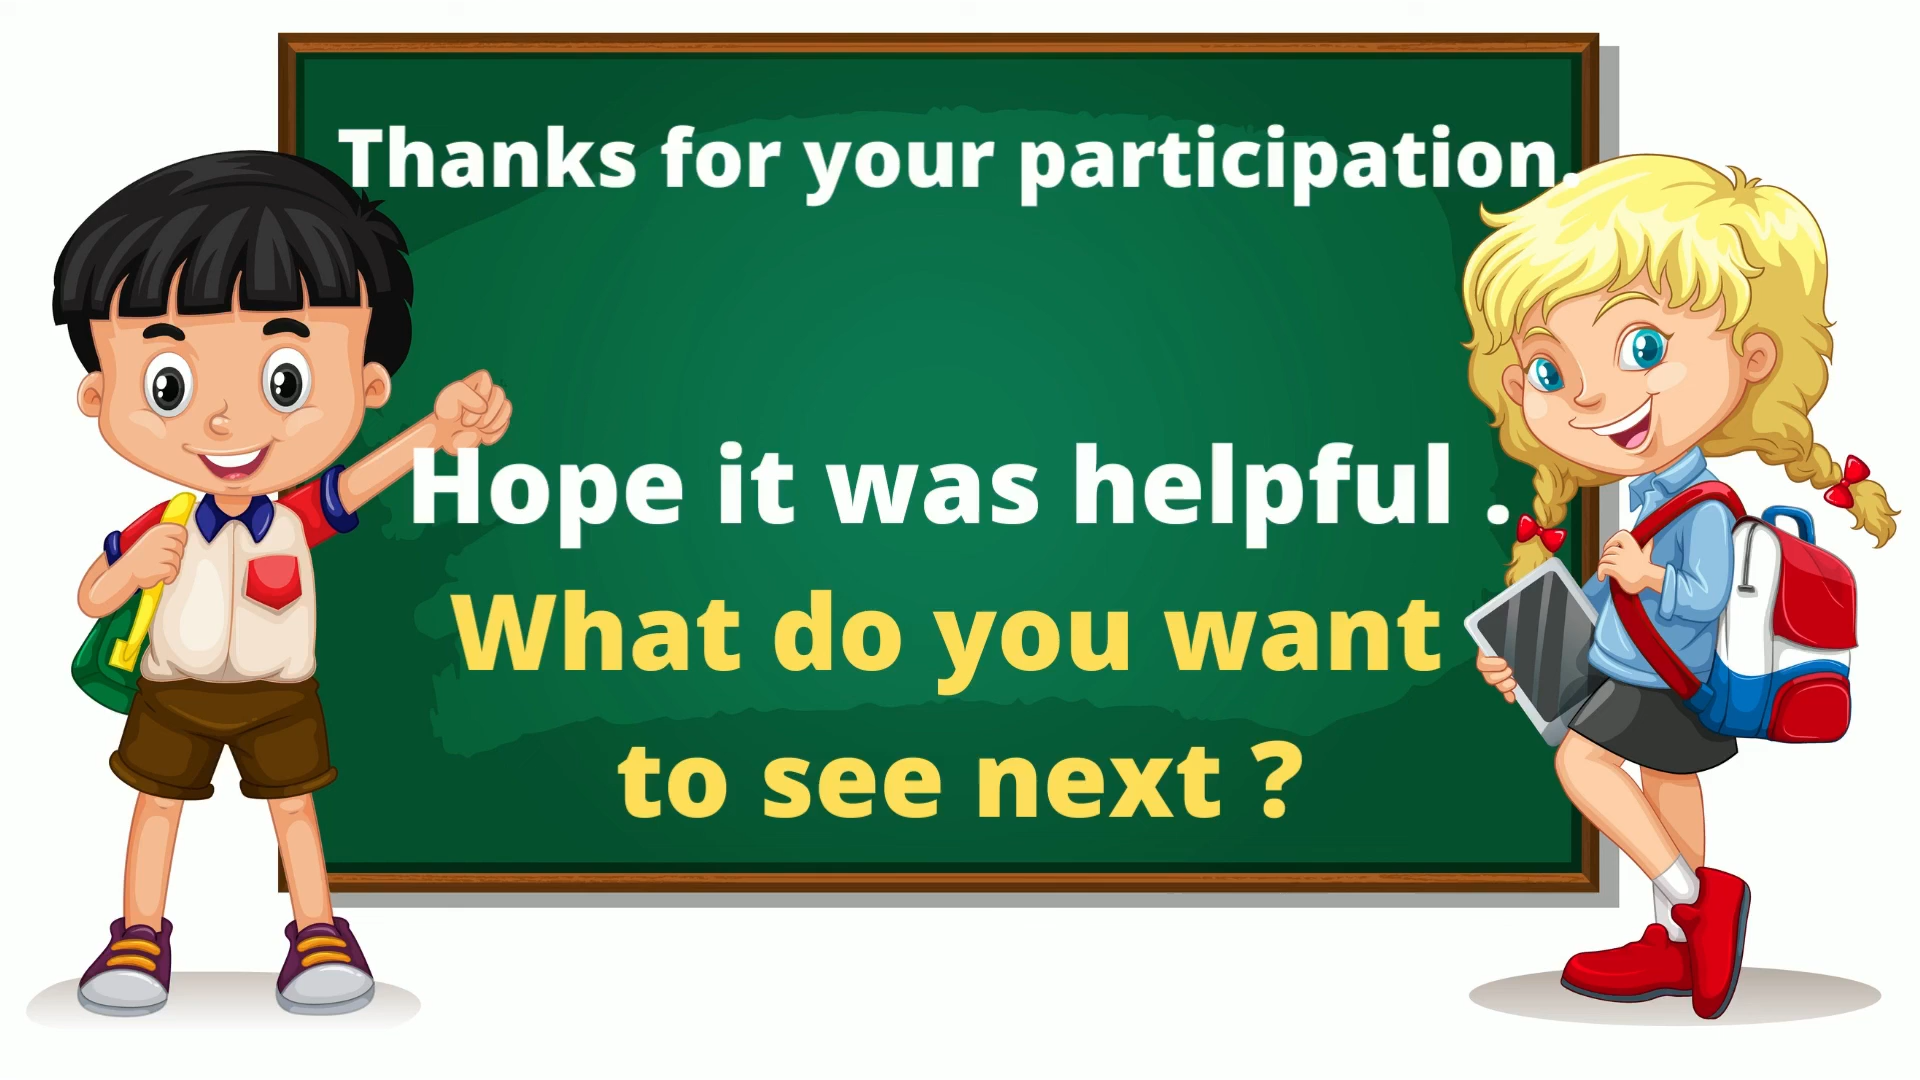 Thanks for your participation.
Hope it was helpful .
What do you want
to see next ?